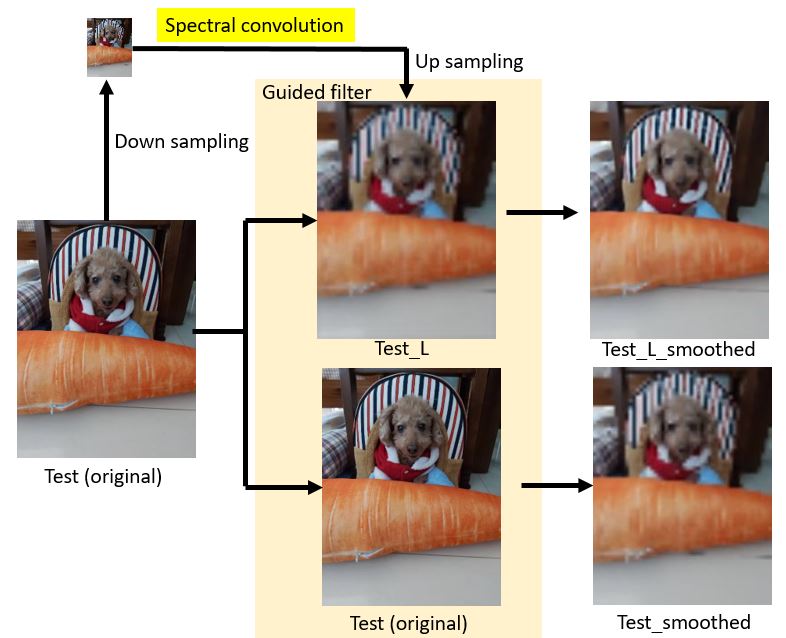 Spectral convolution
Up sampling
Guided filter
Down sampling
Test_L
Test_L_smoothed
Test (original)
Test (original)
Test_smoothed